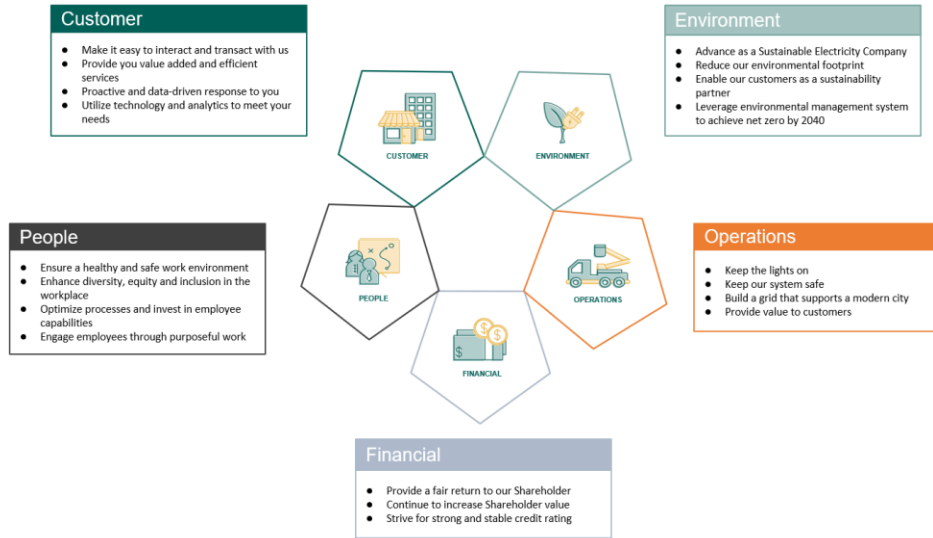 Customer
● Make it easy to interact and transact with us
● Provide you value added and efficient
services
● Proactive and data-driven response to you
● Utilize technology and analytics to meet your
needs
Environment
● Advance as a Sustainable Electricity Company
● Reduce our environmental footprint
● Enable our customers as a sustainability
partner
● Leverage environmental management system
to achieve net zero by 2040
CUSTOMER
ENVIRONMENT
People
● Ensure a healthy and safe work environment
● Enhance diversity, equity and inclusion in the
workplace
● Optimize processes and invest in employee
capabilities
● Engage employees through purposeful work
PEOPLE
OPERATIONS
Operations
● Keep the lights on
● Keep our system safe
● Build a grid that supports a modern city
● Provide value to customers
$ $
$ $
FINANCIAL
Financial
● Provide a fair return to our Shareholder
● Continue to increase Shareholder value
● Strive for strong and stable credit rating